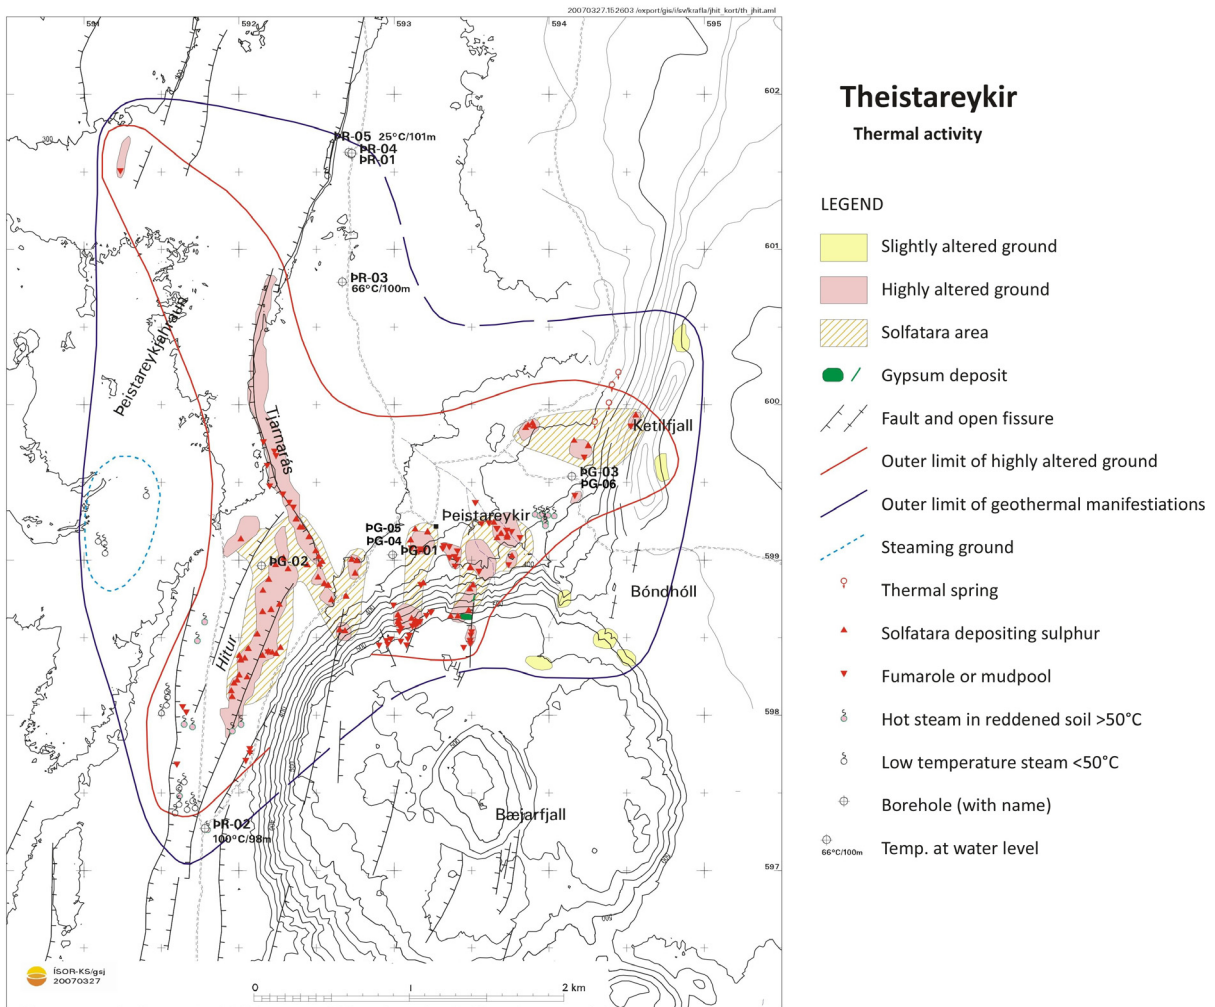 20070327.152603 /export/gis/i/sv/krafla/jhit_kort/th_jhit.aml
591
592
593
594
595
602
601
600
599
598
597
300
ÞR-05 25°C/101m
ÞR-04
ÞR-01
ÞR-03
66°C/100m
Tjarnarás
Ketilfjall
ÞG-03
ÞG-06
Þeistareykir
ÞG-05
ÞG-04
ÞG-01
ÞG-02
400
Bóndhóll
Hitur
Bæjarfjall
ÞR-02
100°C/98m
600
ÍSOR-KS/gsj
20070327
0
1
2 km
Theistareykir
Thermal activity
LEGEND
Slightly altered ground
Highly altered ground
Solfatara area
Gypsum deposit
Fault and open fissure
Outer limit of highly altered ground
Outer limit of geothermal manifestiations
Steaming ground
Thermal spring
Solfatara depositing sulphur
Fumarole or mudpool
Hot steam in reddened soil >50°C
Low temperature steam <50°C
Borehole (with name)
66°C/100m Temp. at water level